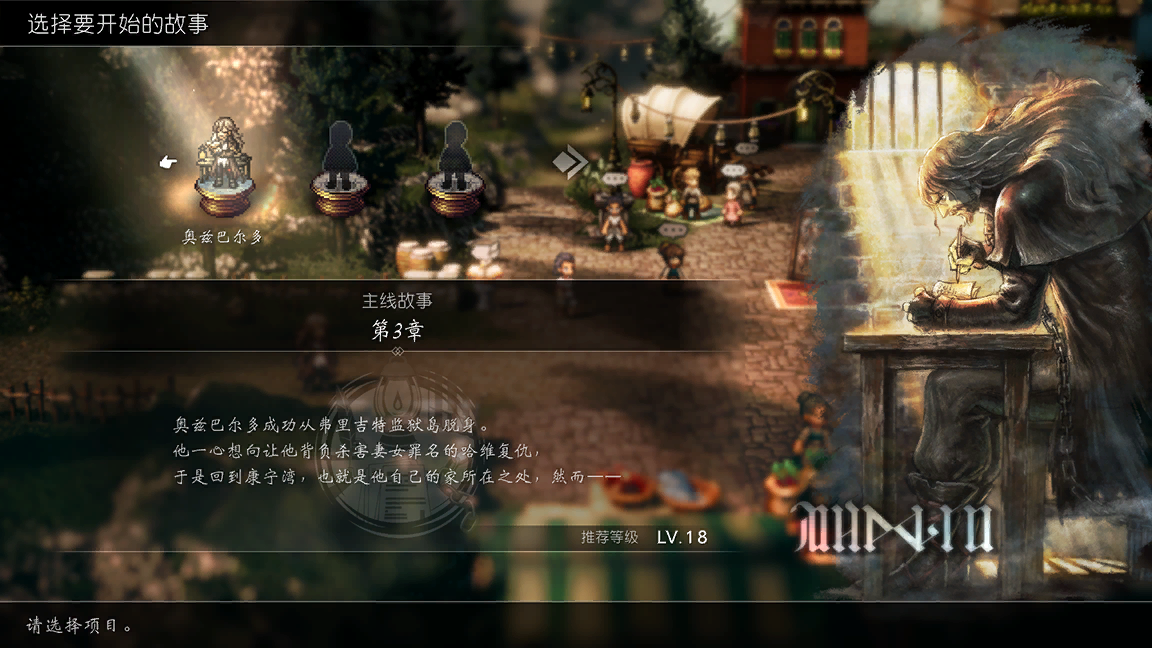 选择要开始的故事
奥兹巴尔多
主线故事
第3章
奥兹巴尔多成功从弗里吉特监狱岛脱身。
他一心想向让他背负杀害妻女罪名的哈维复仇，
于是回到康宁湾，也就是他自己的家所在之处，然而——
推荐等级 LV.18
请选择项目。